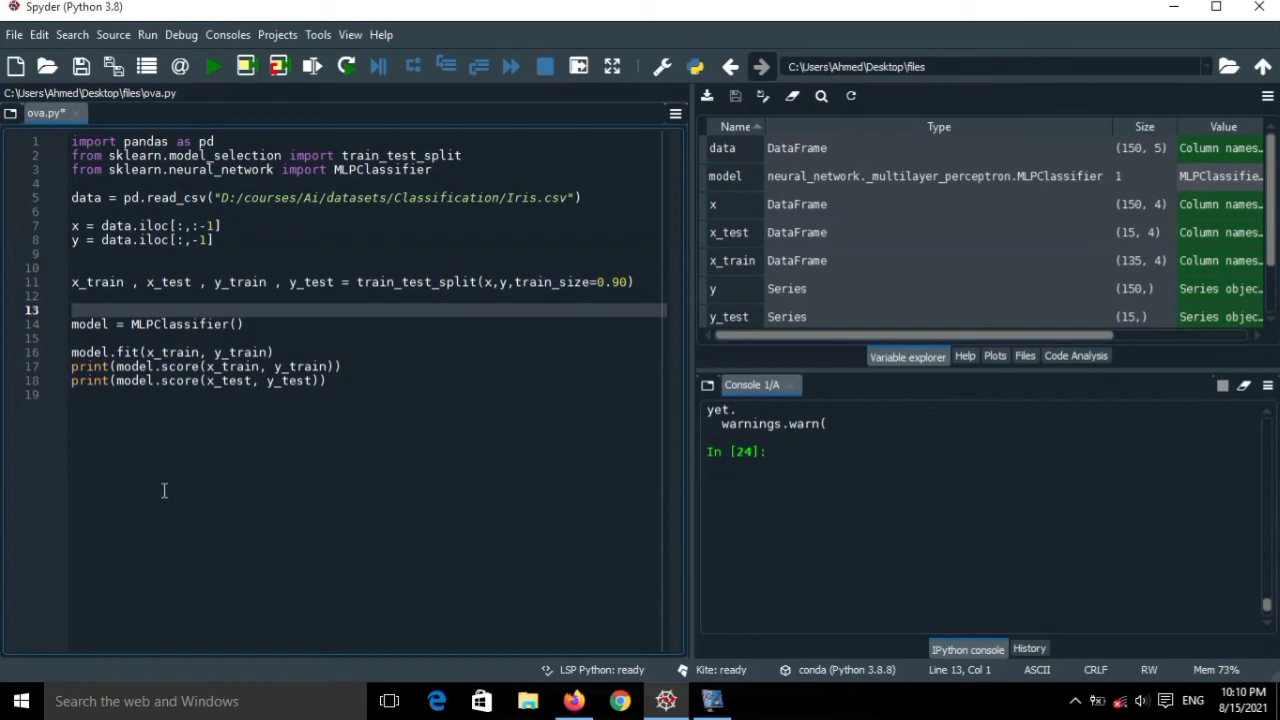 Spyder (Python 3.8)
File Edit Search Source Run Debug Consoles Projects Tools View Help
C:\Users\Ahmed\Desktop\files
C:\Users\Ahmed\Desktop\files\ova.py
ova.py*
1 import pandas as pd
2 from sklearn.model_selection import train_test_split
3 from sklearn.neural_network import MLPClassifier
4
5 data = pd.read_csv("D:/courses/Ai/datasets/Classification/Iris.csv")
6
7 x = data.iloc[:,:-1]
8 y = data.iloc[:,-1]
9
10
11 x_train , x_test , y_train , y_test = train_test_split(x,y,train_size=0.90)
12
13
14 model = MLPClassifier()
15
16 model.fit(x_train, y_train)
17 print(model.score(x_train, y_train))
18 print(model.score(x_test, y_test))
19
Name Type Size Value
data DataFrame (150, 5) Column names…
model neural_network._multilayer_perceptron.MLPClassifier 1 MLPClassifie…
x DataFrame (150, 4) Column names…
x_test DataFrame (15, 4) Column names…
x_train DataFrame (135, 4) Column names…
y Series (150,) Series objec…
y_test Series (15,) Series objec…
Variable explorer Help Plots Files Code Analysis
Console 1/A
yet.
warnings.warn(
In [24]:
IPython console History
LSP Python: ready Kite: ready conda (Python 3.8.8) Line 13, Col 1 ASCII CRLF RW Mem 73%
Search the web and Windows
ENG
10:10 PM
8/15/2021